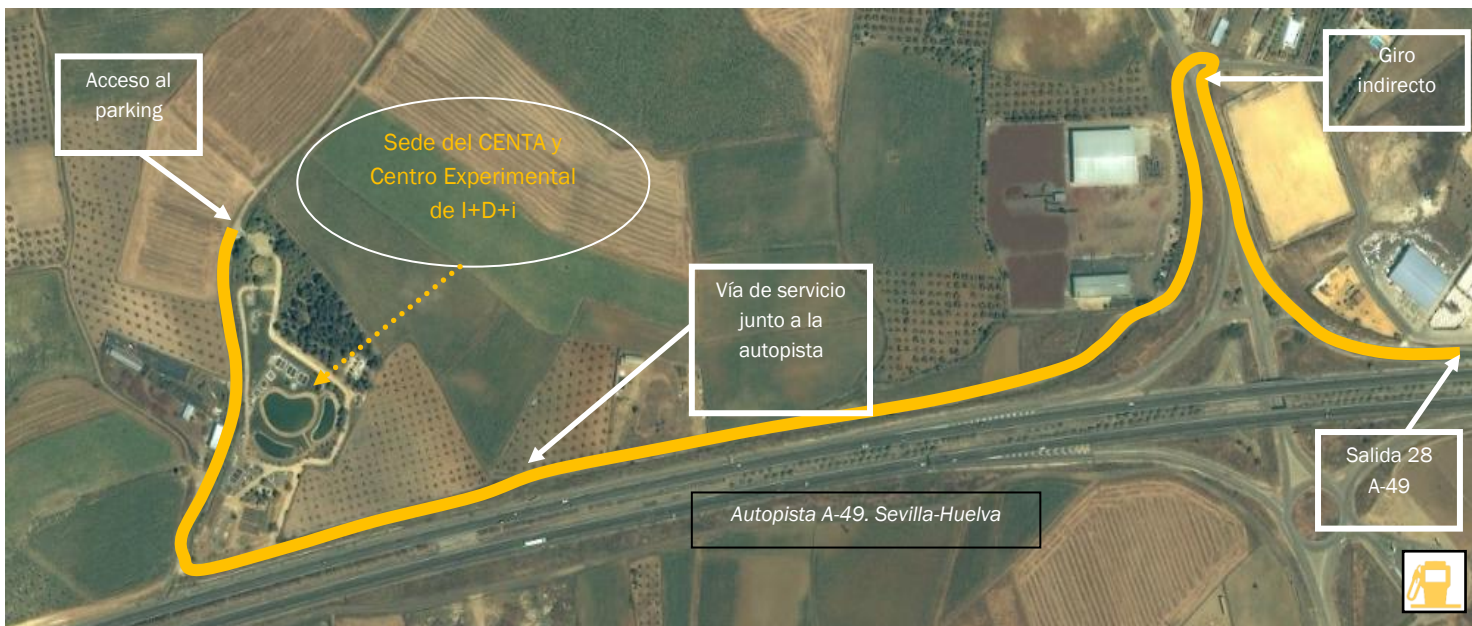 Acceso al
parking
Sede del CENTA y
Centro Experimental
de I+D+i
Giro
indirecto
Vía de servicio
junto a la
autopista
Salida 28
A-49
Autopista A-49. Sevilla-Huelva